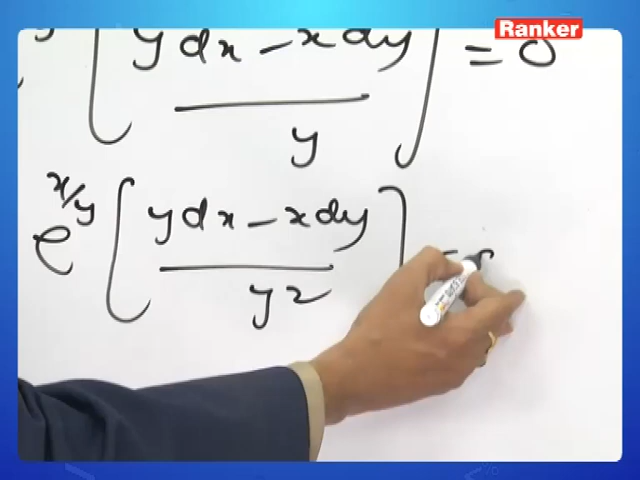 Ranker
[ydx - xdy / y] = 0
e^x/y [ydx - xdy / y2] =